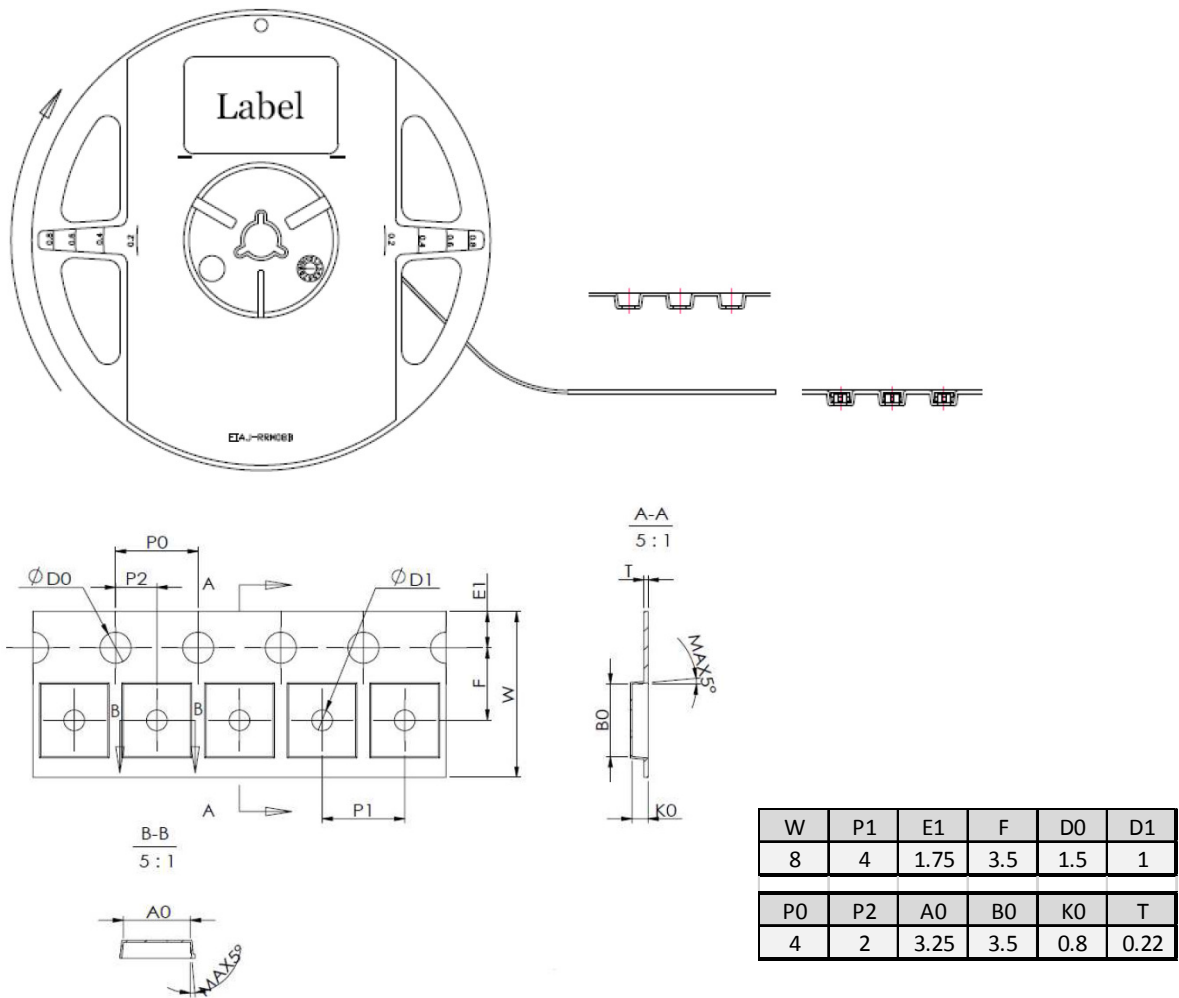 Label
0.8 0.6 0.4 0.2
0.2 0.4 0.6 0.8
EIAJ-RRM08B
A-A
5 : 1
P0
ΦD0
P2
A
ΦD1
E1
T
MAX5°
F
W
B
B
B0
A
P1
K0
B-B
5 : 1
A0
MAX5°
W P1 E1 F D0 D1
8 4 1.75 3.5 1.5 1
P0 P2 A0 B0 K0 T
4 2 3.25 3.5 0.8 0.22